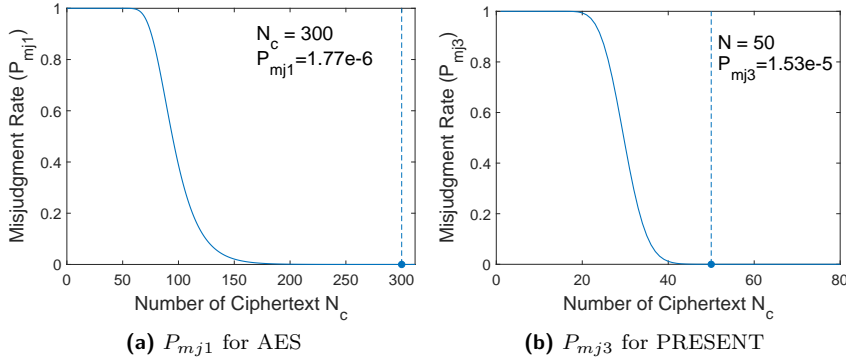 N_c = 300
P_mj1=1.77e-6
Misjudgment Rate (P_mj1)
1
0.8
0.6
0.4
0.2
0
0 50 100 150 200 250 300
Number of Ciphertext N_c
(a) P_mj1 for AES
N = 50
P_mj3=1.53e-5
Misjudgment Rate (P_mj3)
1
0.8
0.6
0.4
0.2
0
0 20 40 60 80
Number of Ciphertext N_c
(b) P_mj3 for PRESENT